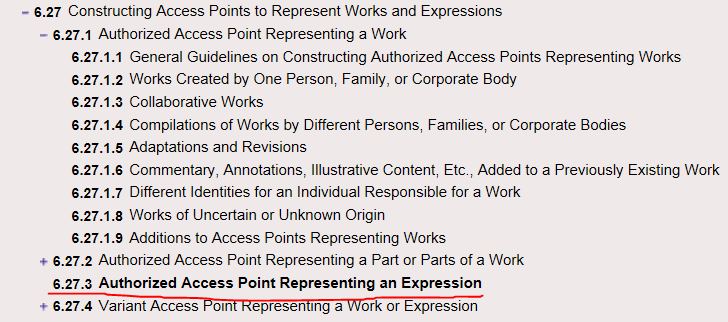 6.27 Constructing Access Points to Represent Works and Expressions
6.27.1 Authorized Access Point Representing a Work
6.27.1.1 General Guidelines on Constructing Authorized Access Points Representing Works
6.27.1.2 Works Created by One Person, Family, or Corporate Body
6.27.1.3 Collaborative Works
6.27.1.4 Compilations of Works by Different Persons, Families, or Corporate Bodies
6.27.1.5 Adaptations and Revisions
6.27.1.6 Commentary, Annotations, Illustrative Content, Etc., Added to a Previously Existing Work
6.27.1.7 Different Identities for an Individual Responsible for a Work
6.27.1.8 Works of Uncertain or Unknown Origin
6.27.1.9 Additions to Access Points Representing Works
6.27.2 Authorized Access Point Representing a Part or Parts of a Work
6.27.3 Authorized Access Point Representing an Expression
6.27.4 Variant Access Point Representing a Work or Expression